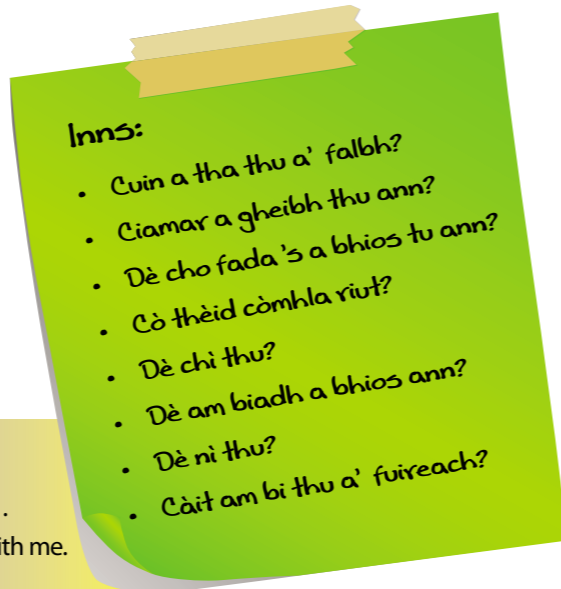 Inns:
• Cuin a tha thu a' falbh?
• Ciamar a gheibh thu ann?
• Dè cho fada 's a bhios tu ann?
• Cò thèid còmhla riut?
• Dè chì thu?
• Dè am biadh a bhios ann?
• Dè nì thu?
• Càit am bi thu a' fuireach?
.
ith me.